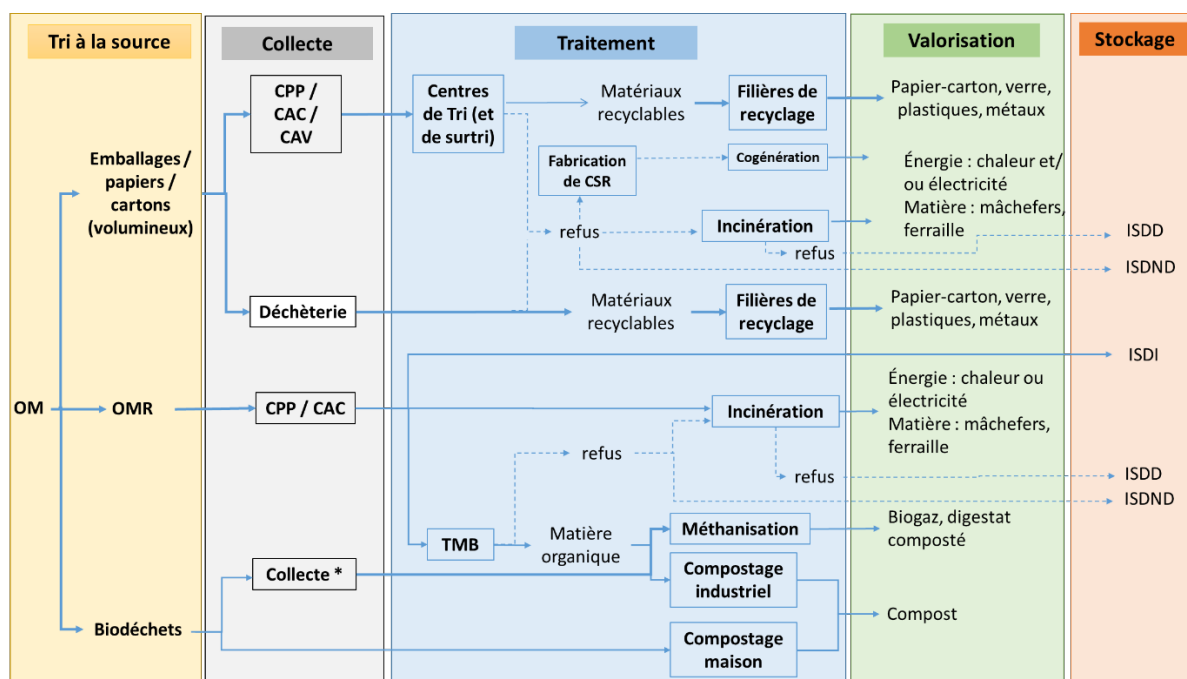 Tri à la source
Collecte
Traitement
Valorisation
Stockage
CPP /
CAC /
CAV
Centres
de Tri (et
de surtri)
Matériaux
recyclables
Filières de
recyclage
Papier-carton, verre,
plastiques, métaux
Emballages /
papiers /
cartons
(volumineux)
Fabrication
de CSR
Cogénération
Énergie : chaleur et/
ou électricité
Matière : mâchefers,
ferraille
refus
Incinération
refus
ISDD
ISDND
Déchèterie
Matériaux
recyclables
Filières de
recyclage
Papier-carton, verre,
plastiques, métaux
ISDI
OM
OMR
CPP / CAC
Incinération
Énergie : chaleur ou
électricité
Matière : mâchefers,
ferraille
refus
refus
ISDD
ISDND
TMB
Matière
organique
Méthanisation
Biogaz, digestat
composté
Collecte *
Compostage
industriel
Compost
Biodéchets
Compostage
maison